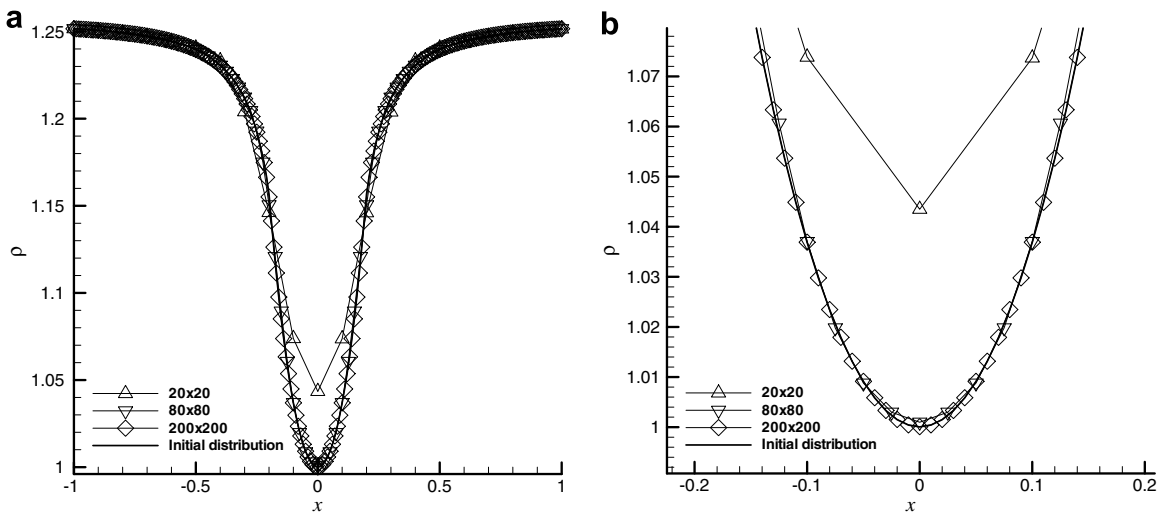 a
1.25
1.2
1.15
1.1
1.05
1
ρ
-1
-0.5
0
0.5
1
x
20x20
80x80
200x200
Initial distribution
b
1.07
1.06
1.05
1.04
1.03
1.02
1.01
1
ρ
-0.2
-0.1
0
0.1
0.2
x
20x20
80x80
200x200
Initial distribution